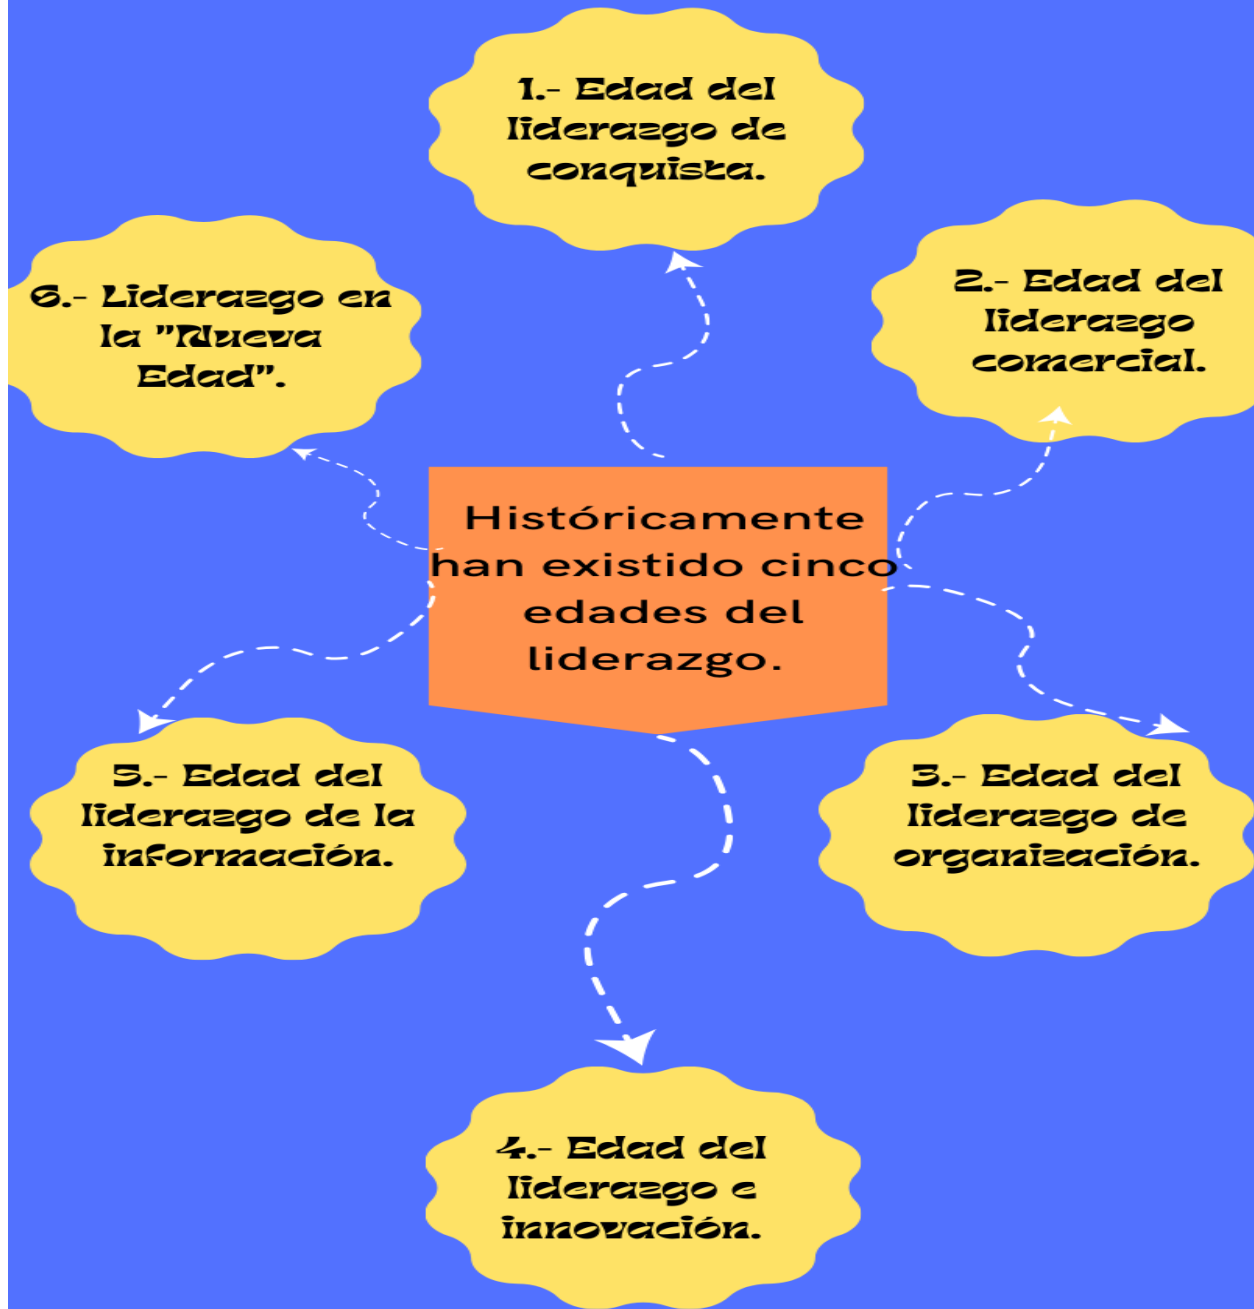 1.- Edad del
liderazgo de
conquista.
2.- Edad del
liderazgo
comercial.
6.- Liderazgo en
la "Nueva
Edad".
Históricamente
han existido cinco
edades del
liderazgo.
5.- Edad del
liderazgo de la
información.
3.- Edad del
liderazgo de
organización.
4.- Edad del
liderazgo e
innovación.